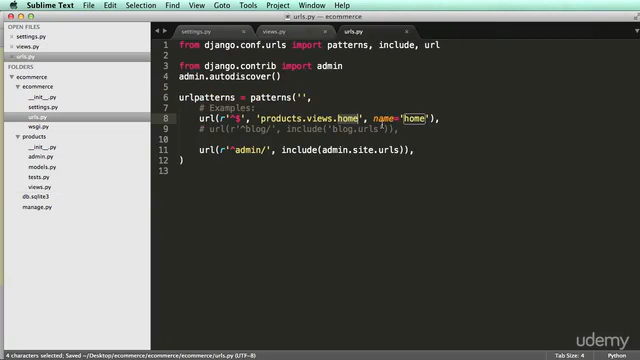 Sublime Text File Edit Selection Find View Goto Tools Project Window Help
urls.py — ecommerce
OPEN FILES
settings.py
views.py
urls.py
FOLDERS
ecommerce
ecommerce
__init__.py
settings.py
urls.py
wsgi.py
products
__init__.py
admin.py
models.py
tests.py
views.py
db.sqlite3
manage.py
settings.py views.py urls.py
1 from django.conf.urls import patterns, include, url
2
3 from django.contrib import admin
4 admin.autodiscover()
5
6 urlpatterns = patterns('',
7 # Examples:
8 url(r'^$', 'products.views.home', name='home'),
9 # url(r'^blog/', include('blog.urls')),
10
11 url(r'^admin/', include(admin.site.urls)),
12 )
13
udemy
4 characters selected; Saved ~/Desktop/ecommerce/ecommerce/ecommerce/urls.py (UTF-8) Tab Size: 4 Python